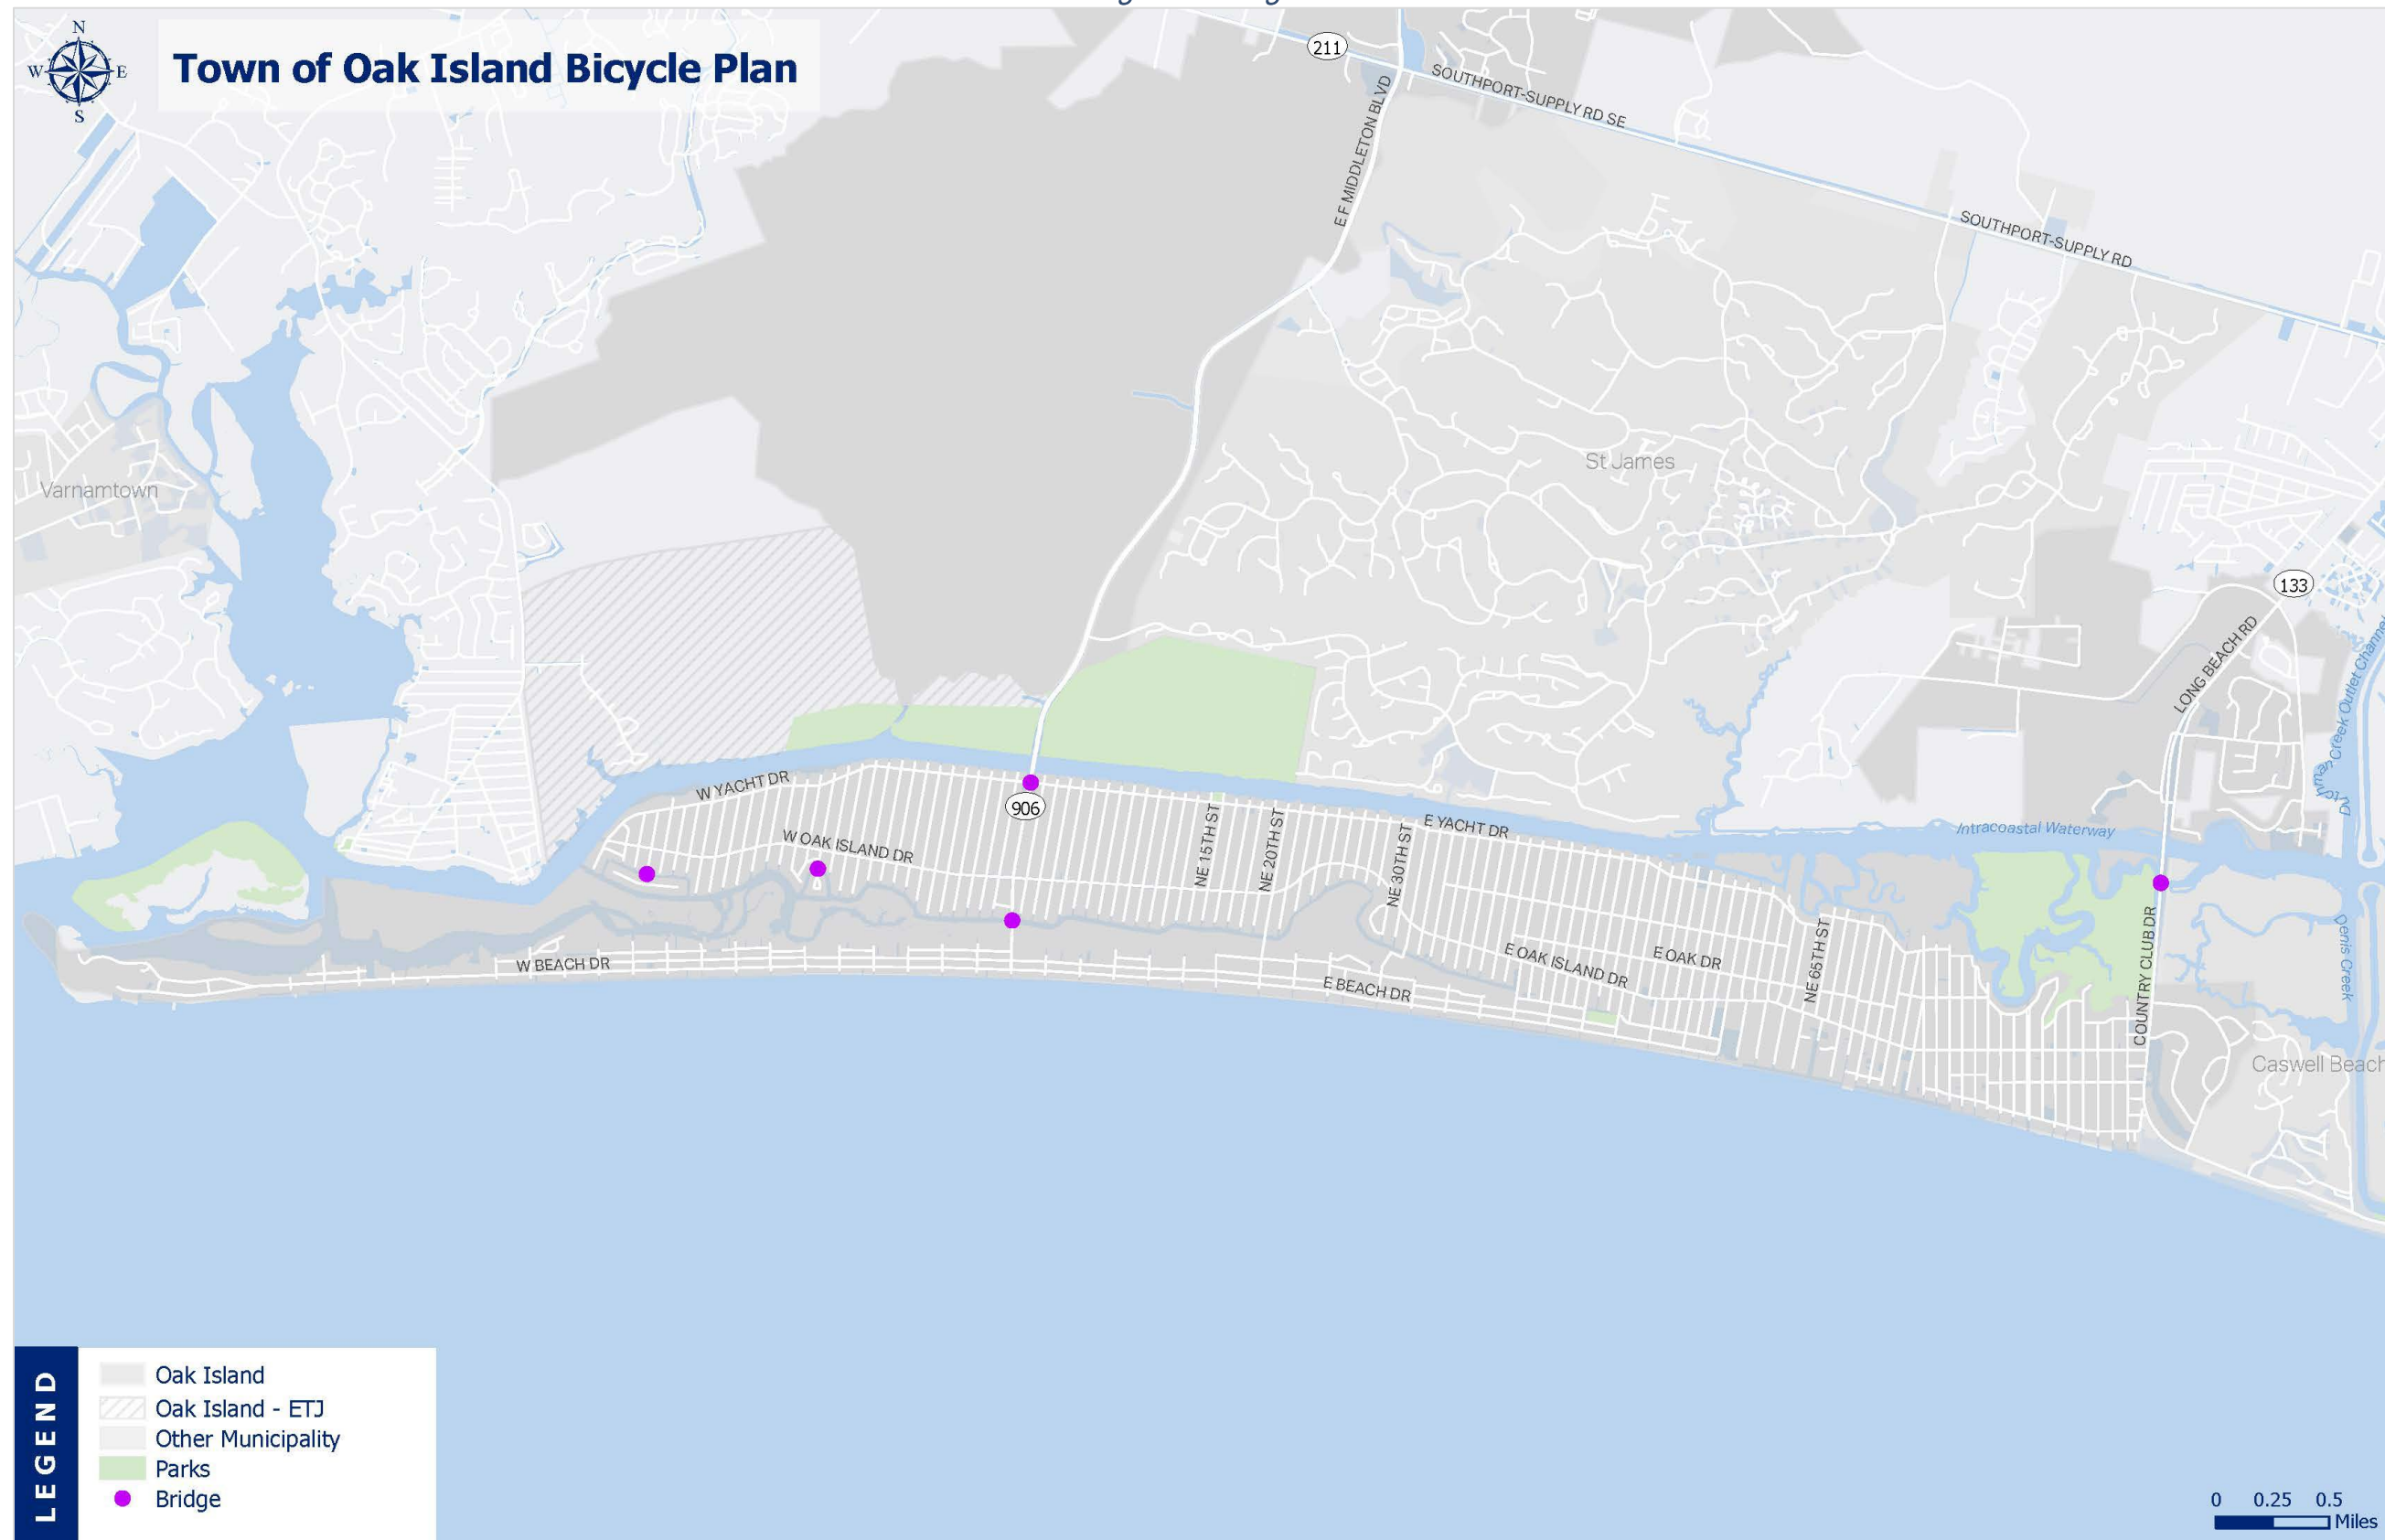 N
W E
S
Town of Oak Island Bicycle Plan
211
SOUTHPORT-SUPPLY RD SE
E F MIDDLETON BLVD
SOUTHPORT-SUPPLY RD
St James
Varnamtown
133
LONG BEACH RD
Dutchman Creek Outlet Channel
W YACHT DR
906
W OAK ISLAND DR
NE 15TH ST
NE 20TH ST
NE 30TH ST
E YACHT DR
Intracoastal Waterway
W BEACH DR
E BEACH DR
E OAK ISLAND DR
E OAK DR
NE 65TH ST
COUNTRY CLUB DR
Denis Creek
Caswell Beach
LEGEND
Oak Island
Oak Island - ETJ
Other Municipality
Parks
Bridge
0 0.25 0.5
Miles